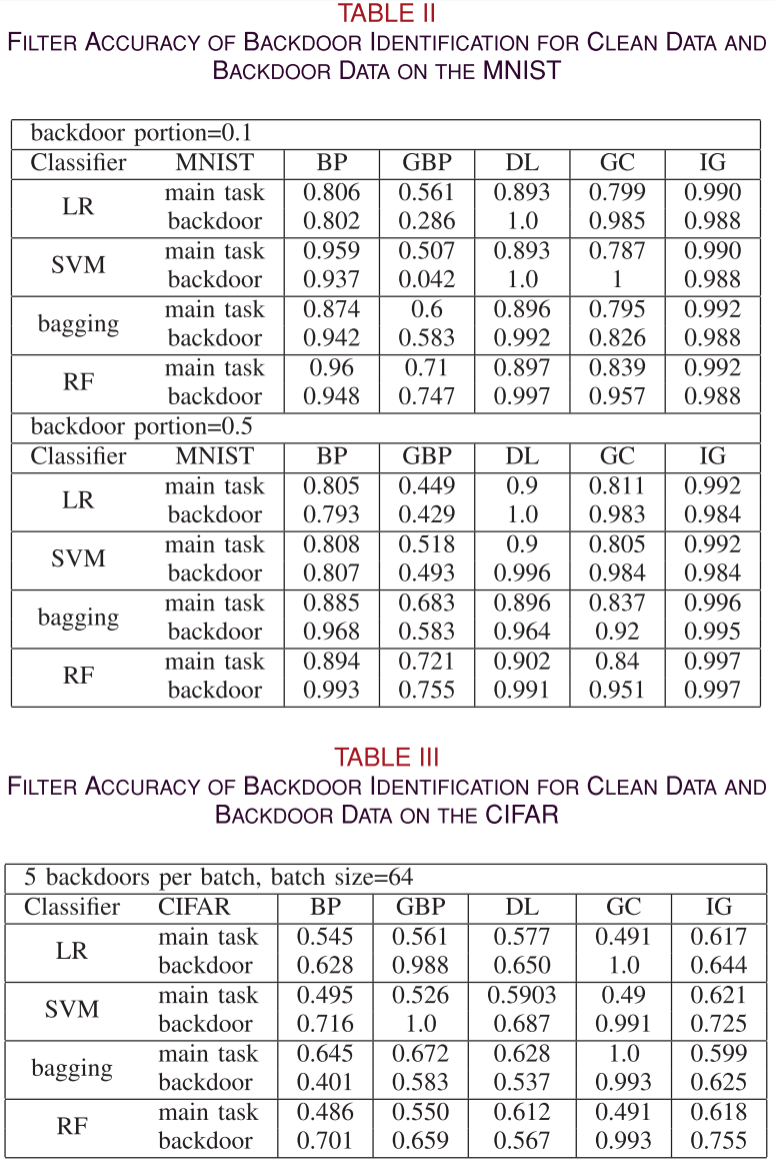 TABLE II
FILTER ACCURACY OF BACKDOOR IDENTIFICATION FOR CLEAN DATA AND
BACKDOOR DATA ON THE MNIST
backdoor portion=0.1
Classifier MNIST BP GBP DL GC IG
LR main task 0.806 0.561 0.893 0.799 0.990
backdoor 0.802 0.286 1.0 0.985 0.988
SVM main task 0.959 0.507 0.893 0.787 0.990
backdoor 0.937 0.042 1.0 1 0.988
bagging main task 0.874 0.6 0.896 0.795 0.992
backdoor 0.942 0.583 0.992 0.826 0.988
RF main task 0.96 0.71 0.897 0.839 0.992
backdoor 0.948 0.747 0.997 0.957 0.988
backdoor portion=0.5
Classifier MNIST BP GBP DL GC IG
LR main task 0.805 0.449 0.9 0.811 0.992
backdoor 0.793 0.429 1.0 0.983 0.984
SVM main task 0.808 0.518 0.9 0.805 0.992
backdoor 0.807 0.493 0.996 0.984 0.984
bagging main task 0.885 0.683 0.896 0.837 0.996
backdoor 0.968 0.583 0.964 0.92 0.995
RF main task 0.894 0.721 0.902 0.84 0.997
backdoor 0.993 0.755 0.991 0.951 0.997
TABLE III
FILTER ACCURACY OF BACKDOOR IDENTIFICATION FOR CLEAN DATA AND
BACKDOOR DATA ON THE CIFAR
5 backdoors per batch, batch size=64
Classifier CIFAR BP GBP DL GC IG
LR main task 0.545 0.561 0.577 0.491 0.617
backdoor 0.628 0.988 0.650 1.0 0.644
SVM main task 0.495 0.526 0.5903 0.49 0.621
backdoor 0.716 1.0 0.687 0.991 0.725
bagging main task 0.645 0.672 0.628 1.0 0.599
backdoor 0.401 0.583 0.537 0.993 0.625
RF main task 0.486 0.550 0.612 0.491 0.618
backdoor 0.701 0.659 0.567 0.993 0.755